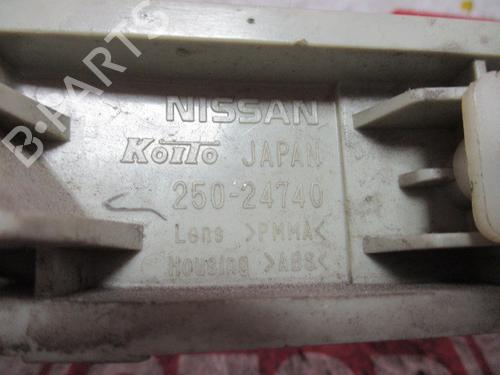 B-PARTS
NISSAN
Koito JAPAN
250-24740
Lens >PMMA<
Housing >ABS<